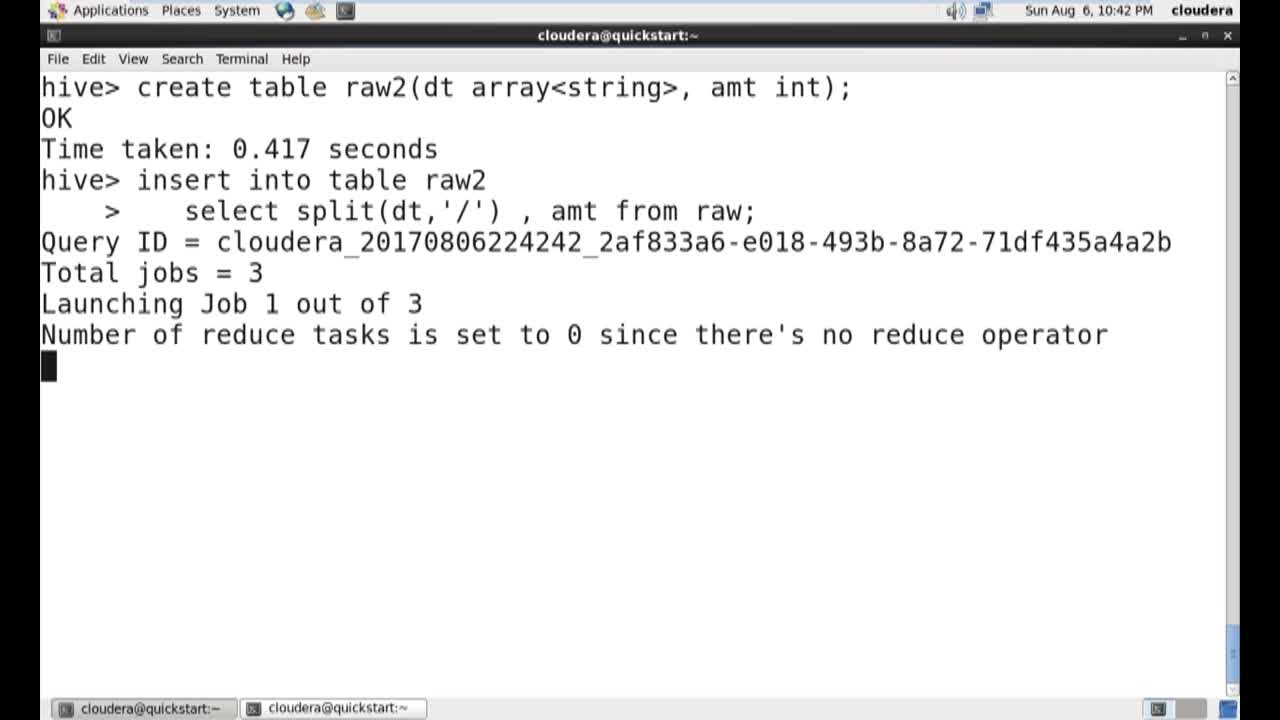 Applications Places System Sun Aug 6, 10:42 PM cloudera
cloudera@quickstart:~
File Edit View Search Terminal Help
hive> create table raw2(dt array<string>, amt int);
OK
Time taken: 0.417 seconds
hive> insert into table raw2
    >    select split(dt,'/') , amt from raw;
Query ID = cloudera_20170806224242_2af833a6-e018-493b-8a72-71df435a4a2b
Total jobs = 3
Launching Job 1 out of 3
Number of reduce tasks is set to 0 since there's no reduce operator
cloudera@quickstart:~ cloudera@quickstart:~